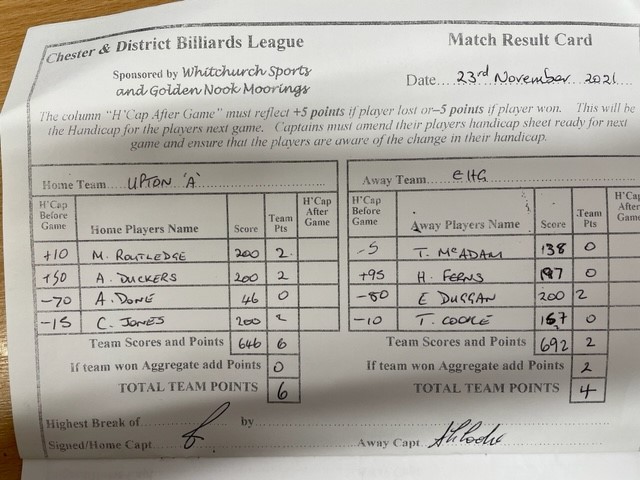 Chester & District Billiards League
Match Result Card
Sponsored by Whitchurch Sports
and Golden Nook Moorings
Date 23rd November 2021
The column "H'Cap After Game" must reflect +5 points if player lost or –5 points if player won. This will be
the Handicap for the players next game. Captains must amend their players handicap sheet ready for next
game and ensure that the players are aware of the change in their handicap.
Home Team UPTON 'A'
H'Cap Before Game Home Players Name Score Team Pts H'Cap After Game
+10 M. ROUTLEDGE 200 2
+50 A. DUCKERS 200 2
-70 A. DONE 46 0
-15 C. JONES 200 2
Team Scores and Points 646 6
If team won Aggregate add Points 0
TOTAL TEAM POINTS 6
Away Team EHG
H'Cap Before Game Away Players Name Score Team Pts H'Cap After Game
-5 T. McADAM 138 0
+95 H. FERNS 197 0
-80 E DUGGAN 200 2
-10 T. COOKE 157 0
Team Scores and Points 692 2
If team won Aggregate add Points 2
TOTAL TEAM POINTS 4
Highest Break of by
Signed/Home Capt
Away Capt